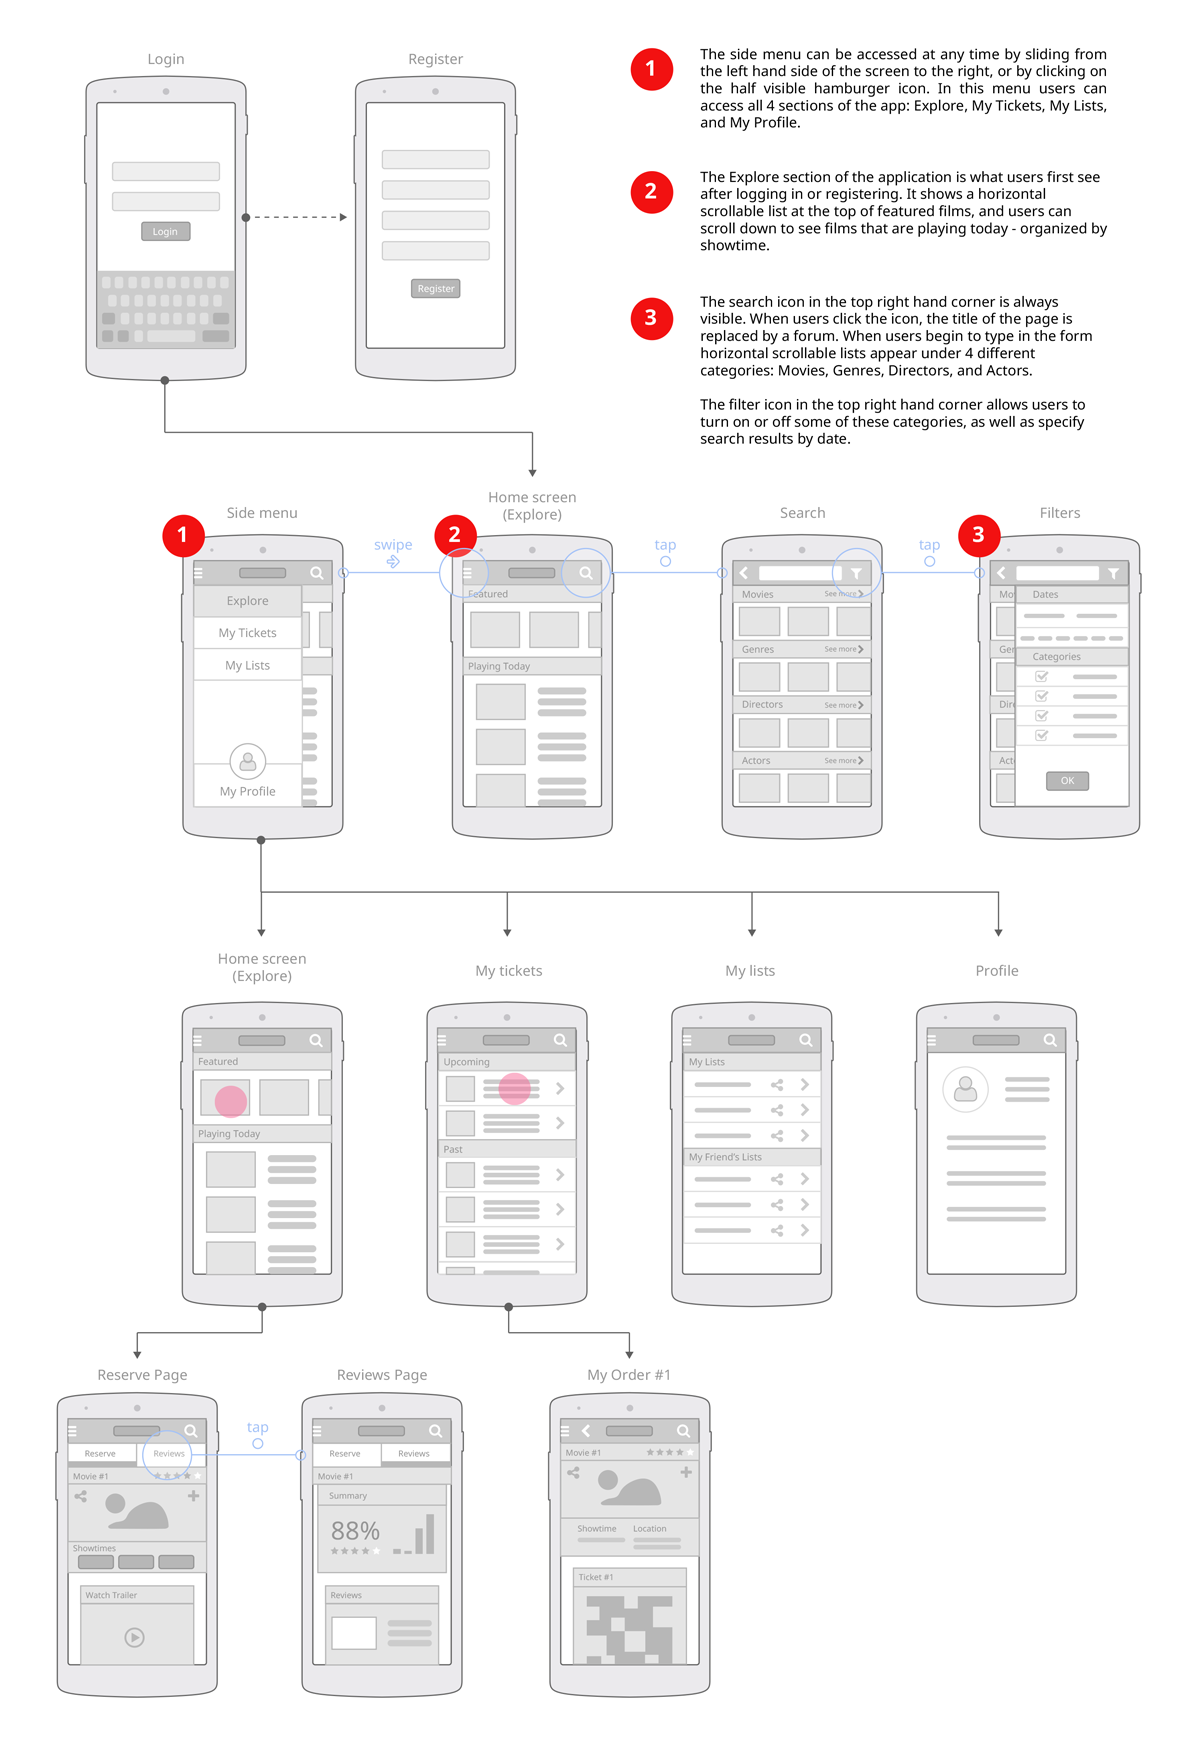 Login
Register
1
The side menu can be accessed at any time by sliding from
the left hand side of the screen to the right, or by clicking on
the half visible hamburger icon. In this menu users can
access all 4 sections of the app: Explore, My Tickets, My Lists,
and My Profile.
2
The Explore section of the application is what users first see
after logging in or registering. It shows a horizontal
scrollable list at the top of featured films, and users can
scroll down to see films that are playing today - organized by
showtime.
3
The search icon in the top right hand corner is always
visible. When users click the icon, the title of the page is
replaced by a forum. When users begin to type in the form
horizontal scrollable lists appear under 4 different
categories: Movies, Genres, Directors, and Actors.
The filter icon in the top right hand corner allows users to
turn on or off some of these categories, as well as specify
search results by date.
Login
Register
Side menu
1
Explore
My Tickets
My Lists
My Profile
swipe
Home screen
(Explore)
2
Featured
Playing Today
tap
Search
Movies See more
Genres See more
Directors See more
Actors See more
tap
Filters
3
Mov
Gen
Dire
Act
Dates
Categories
OK
Home screen
(Explore)
Featured
Playing Today
My tickets
Upcoming
Past
My lists
My Lists
My Friend's Lists
Profile
Reserve Page
Reserve Reviews
Movie #1
Showtimes
Watch Trailer
tap
Reviews Page
Reserve Reviews
Movie #1
Summary
88%
Reviews
My Order #1
Movie #1
Showtime Location
Ticket #1